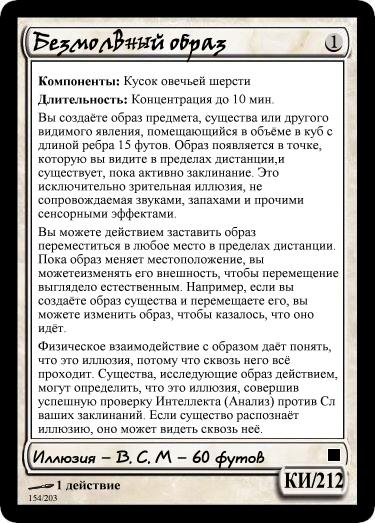 Безмолвный образ 1
Компоненты: Кусок овечьей шерсти
Длительность: Концентрация до 10 мин.
Вы создаёте образ предмета, существа или другого
видимого явления, помещающийся в объёме в куб с
длиной ребра 15 футов. Образ появляется в точке,
которую вы видите в пределах дистанции,и
существует, пока активно заклинание. Это
исключительно зрительная иллюзия, не
сопровождаемая звуками, запахами и прочими
сенсорными эффектами.
Вы можете действием заставить образ
переместиться в любое место в пределах дистанции.
Пока образ меняет местоположение, вы
можетеизменять его внешность, чтобы перемещение
выглядело естественным. Например, если вы
создаёте образ существа и перемещаете его, вы
можете изменить образ, чтобы казалось, что оно
идёт.
Физическое взаимодействие с образом даёт понять,
что это иллюзия, потому что сквозь него всё
проходит. Существа, исследующие образ действием,
могут определить, что это иллюзия, совершив
успешную проверку Интеллекта (Анализ) против Сл
ваших заклинаний. Если существо распознаёт
иллюзию, оно может видеть сквозь неё.
Иллюзия – В, С, М – 60 футов
КИ/212
1 действие
154/203